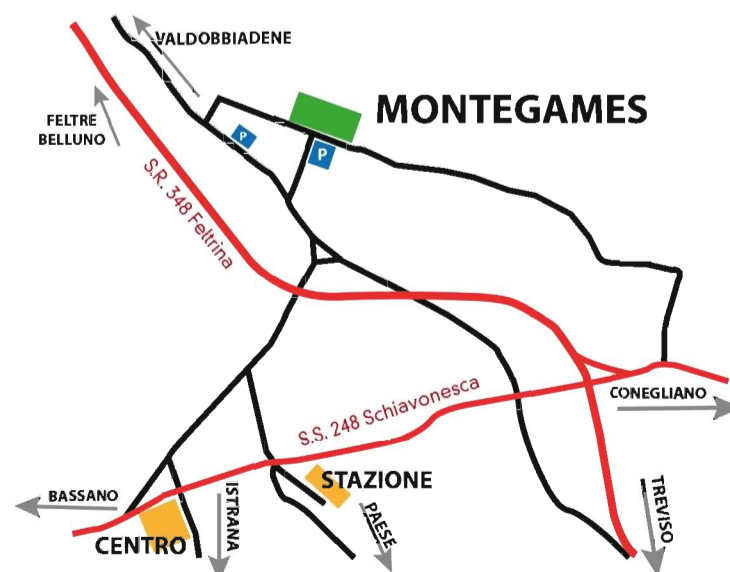 VALDOBBIADENE
MONTEGAMES
FELTRE
BELLUNO
P
P
S.R. 348 Feltrina
S.S. 248 Schiavonesca
CONEGLIANO
STAZIONE
BASSANO
ISTRANA
PAESE
TREVISO
CENTRO